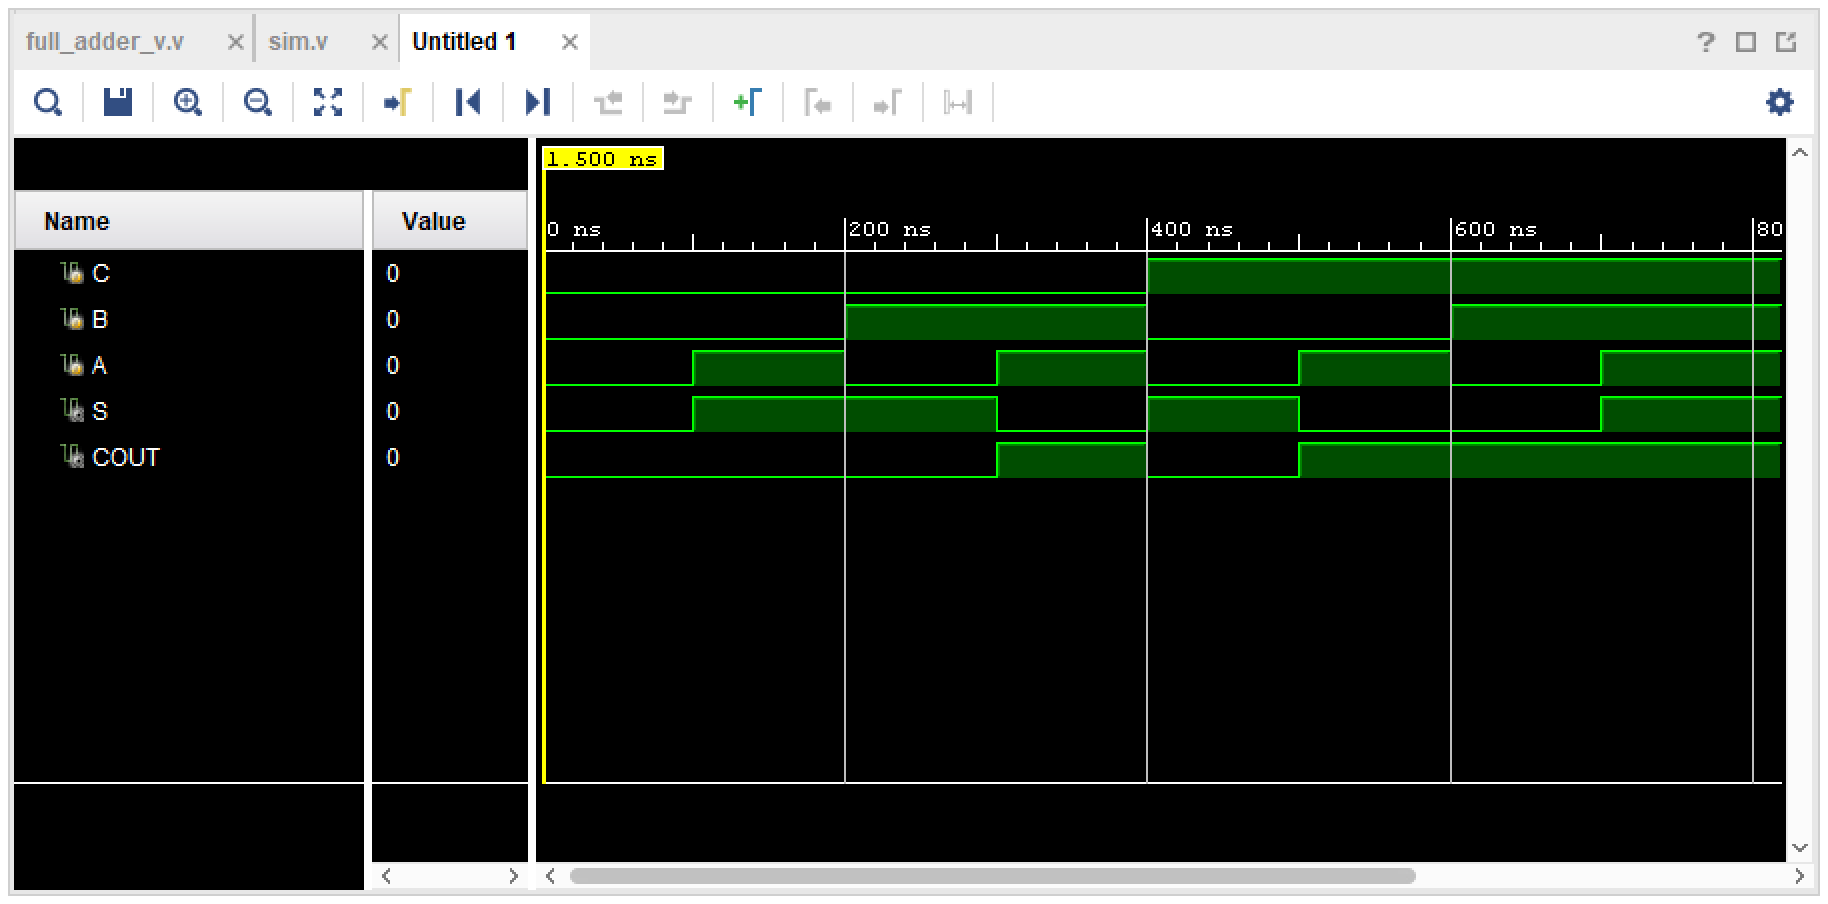 full_adder_v.v sim.v Untitled 1
?
1.500 ns
Name Value
0 ns 200 ns 400 ns 600 ns 80
C 0
B 0
A 0
S 0
COUT 0